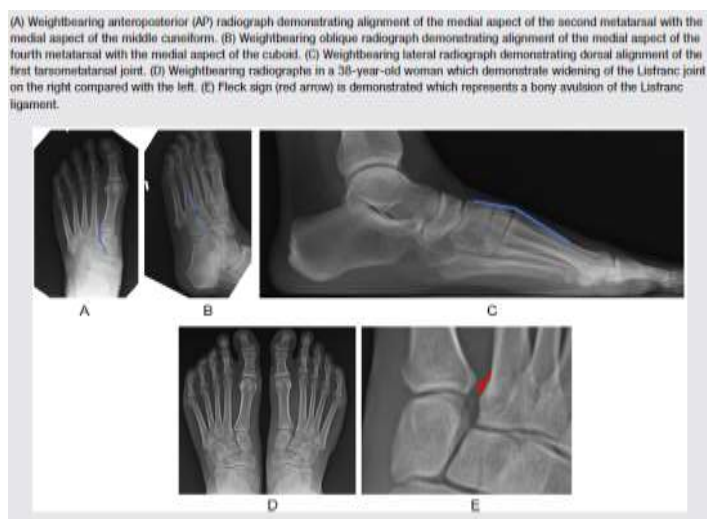 (A) Weightbearing anteroposterior (AP) radiograph demonstrating alignment of the medial aspect of the second metatarsal with the
medial aspect of the middle cuneiform. (B) Weightbearing oblique radiograph demonstrating alignment of the medial aspect of the
fourth metatarsal with the medial aspect of the cuboid. (C) Weightbearing lateral radiograph demonstrating dorsal alignment of the
first tarsometatarsal joint. (D) Weightbearing radiographs in a 38-year-old woman which demonstrate widening of the Lisfranc joint
on the right compared with the left. (E) Fleck sign (red arrow) is demonstrated which represents a bony avulsion of the Lisfranc
ligament.
A
B
C
D
E